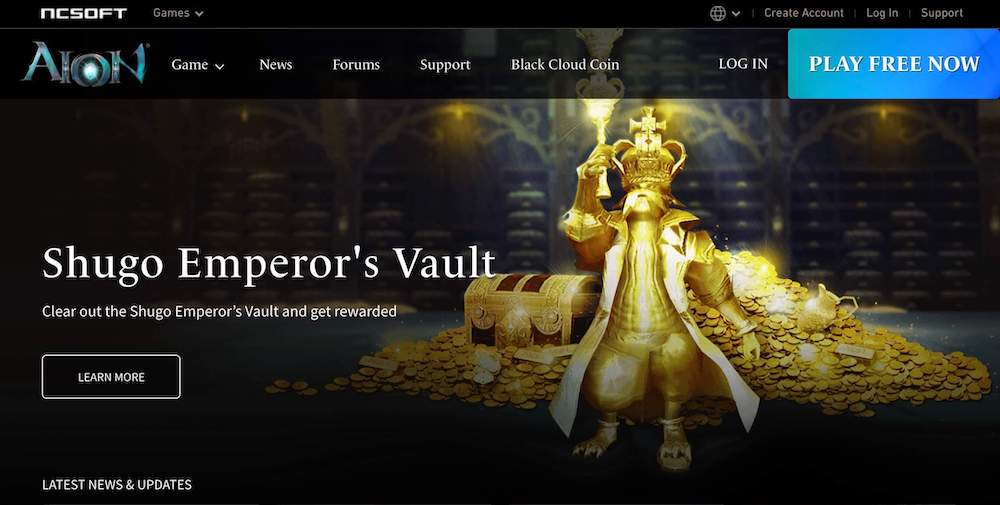 NCSOFT Games Create Account Log In Support
AION Game News Forums Support Black Cloud Coin LOG IN PLAY FREE NOW
Shugo Emperor's Vault
Clear out the Shugo Emperor's Vault and get rewarded
LEARN MORE
LATEST NEWS & UPDATES